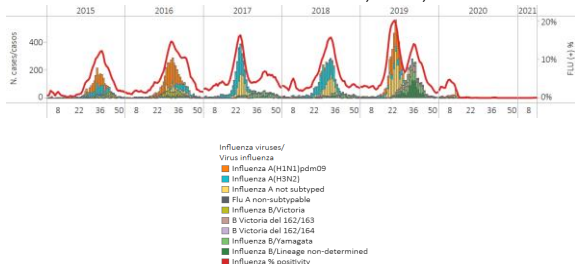 2015 2016 2017 2018 2019 2020 2021
N. cases/casos
400
200
0
20%
10%
0%
FLU (+) %
8 22 36 50 8 22 36 50 8 22 36 50 8 22 36 50 8 22 36 50 8 22 36 50 8
Influenza viruses/
Virus influenza
Influenza A(H1N1)pdm09
Influenza A(H3N2)
Influenza A not subtyped
Flu A non-subtypable
Influenza B/Victoria
B Victoria del 162/163
B Victoria del 162/164
Influenza B/Yamagata
Influenza B/Lineage non-determined
Influenza % positivity